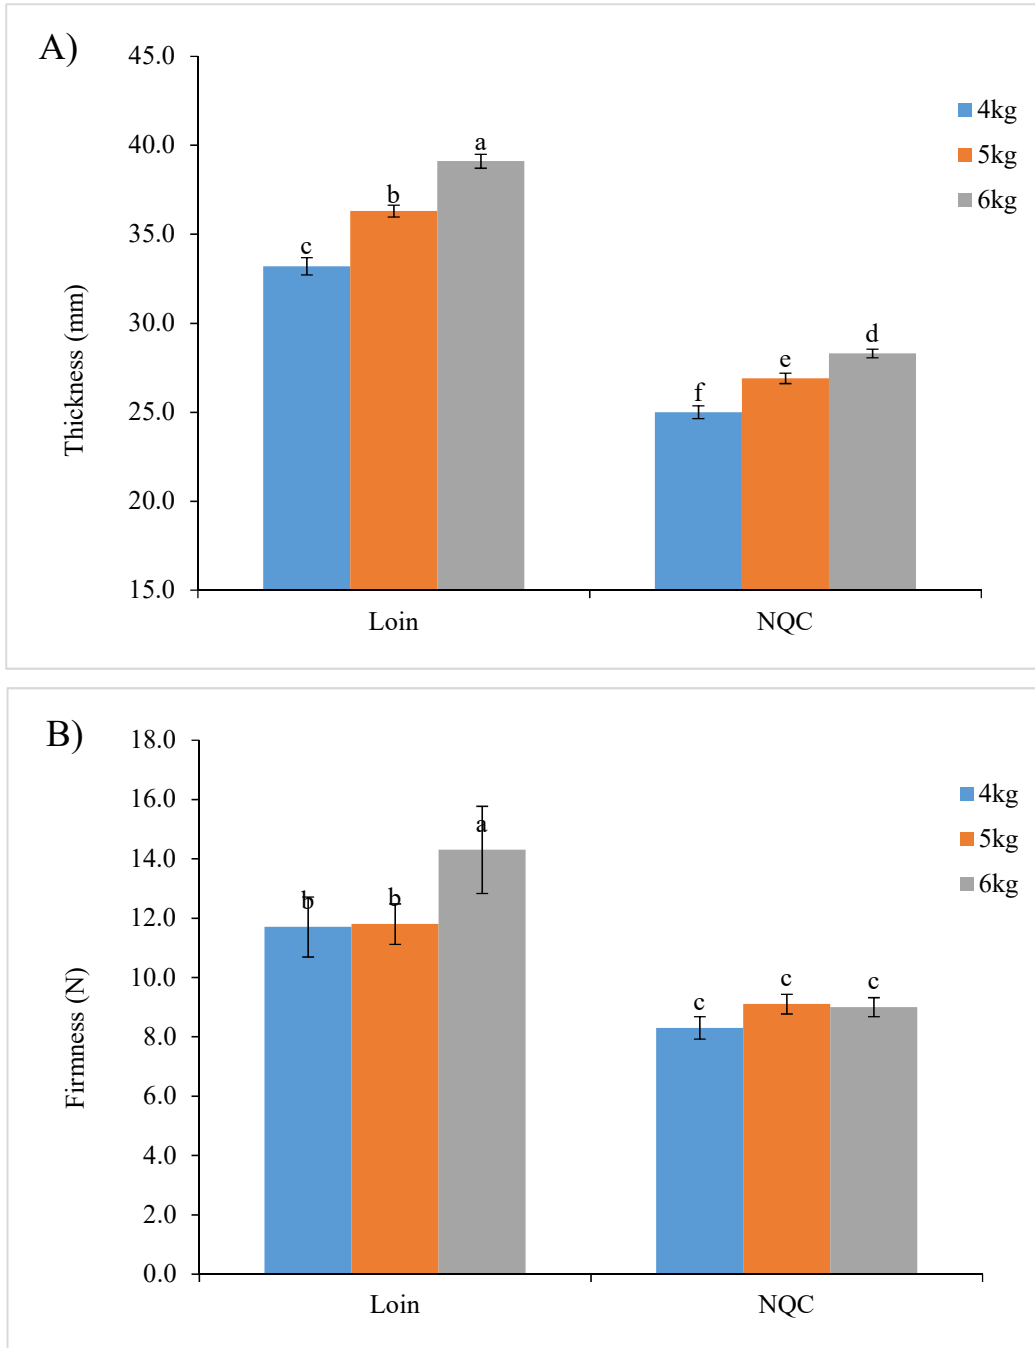 A)
45.0
40.0
35.0
30.0
25.0
20.0
15.0
Thickness (mm)
c
b
a
f
e
d
Loin
NQC
4kg
5kg
6kg
B)
18.0
16.0
14.0
12.0
10.0
8.0
6.0
4.0
2.0
0.0
Firmness (N)
b
b
a
c
c
c
Loin
NQC
4kg
5kg
6kg